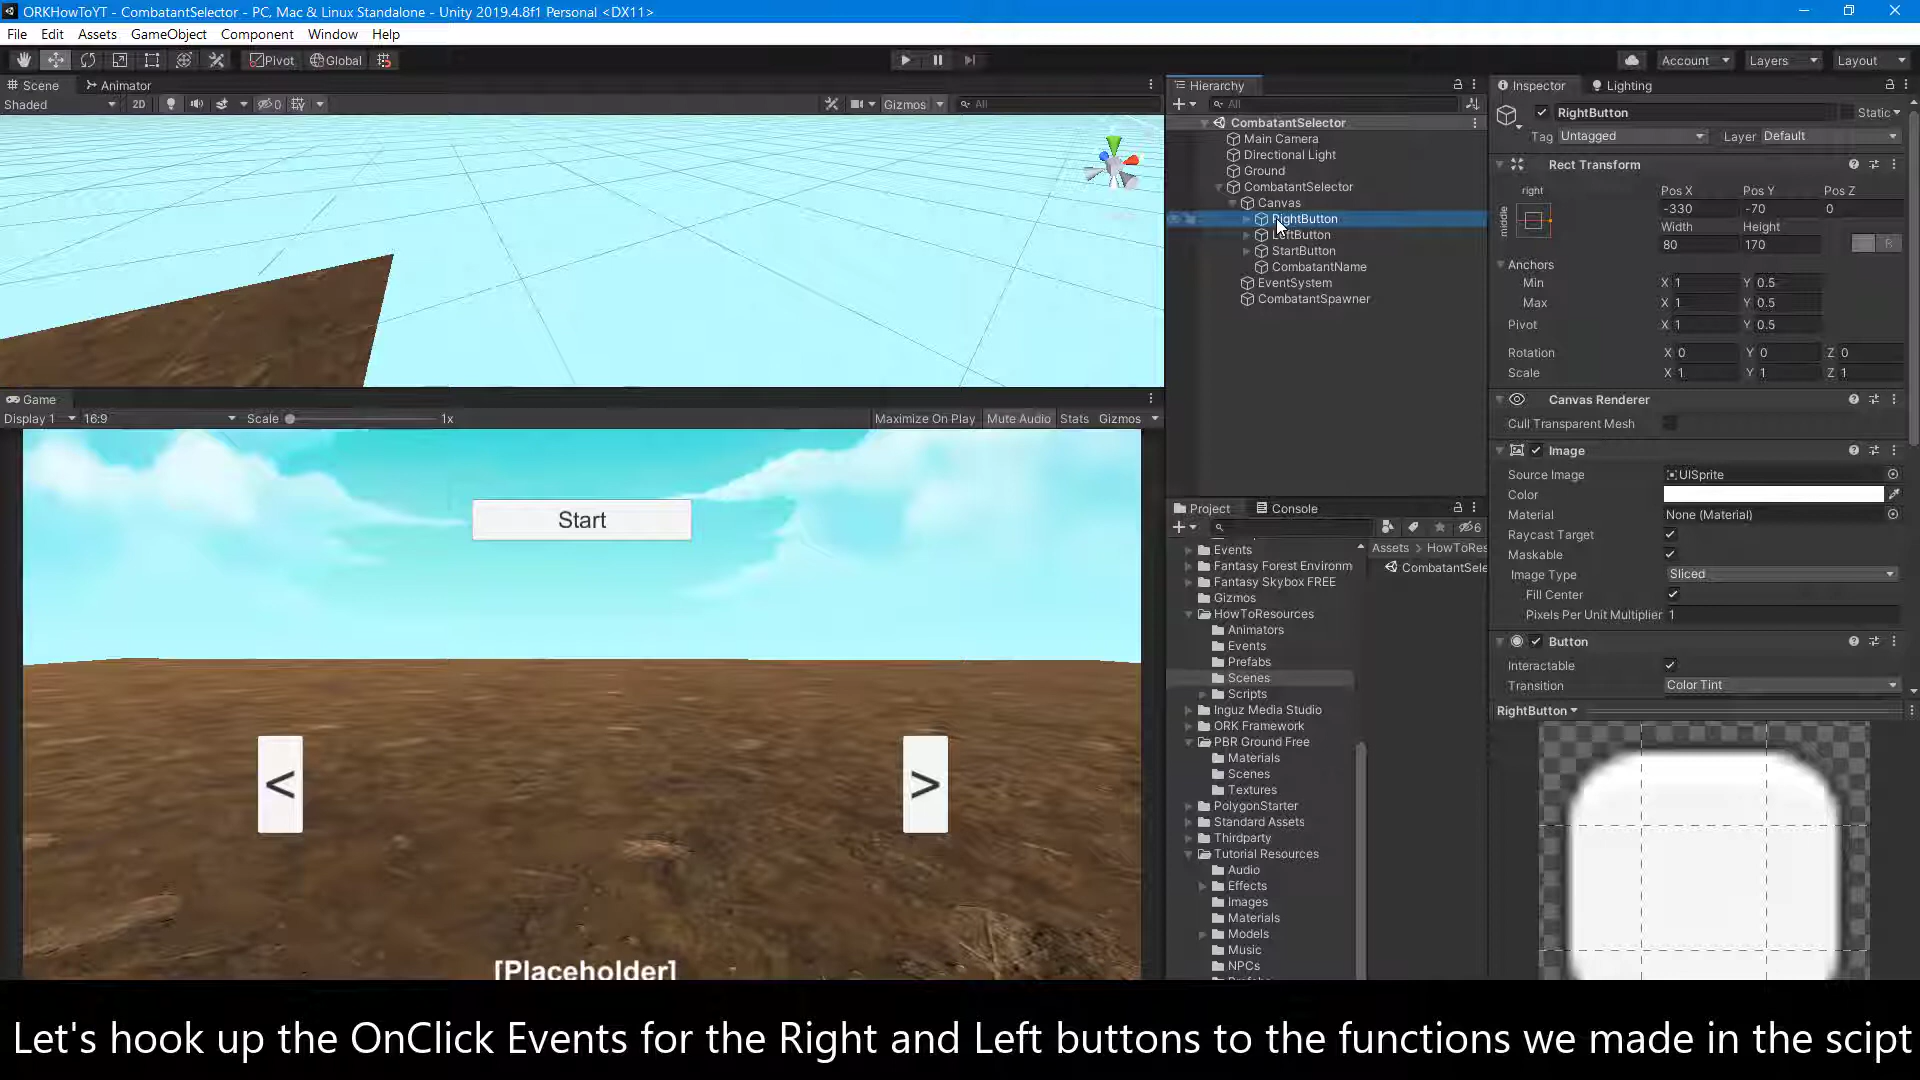 ORKHowToYT - CombatantSelector - PC, Mac & Linux Standalone - Unity 2019.4.8f1 Personal <DX11>
File Edit Assets GameObject Component Window Help
Pivot Global Account Layers Layout
Scene Animator
Shaded 2D 0 Gizmos All
Hierarchy
All
CombatantSelector
Main Camera
Directional Light
Ground
CombatantSelector
Canvas
RightButton
LeftButton
StartButton
CombatantName
EventSystem
CombatantSpawner
Inspector Lighting
RightButton Static
Tag Untagged Layer Default
Rect Transform
right
middle
Pos X Pos Y Pos Z
-330 -70 0
Width Height
80 170
R
Anchors
Min X 1 Y 0.5
Max X 1 Y 0.5
Pivot X 1 Y 0.5
Rotation X 0 Y 0 Z 0
Scale X 1 Y 1 Z 1
Canvas Renderer
Cull Transparent Mesh
Image
Source Image UISprite
Color
Material None (Material)
Raycast Target
Maskable
Image Type Sliced
Fill Center
Pixels Per Unit Multiplier 1
Button
Interactable
Transition Color Tint
RightButton
Game
Display 1 16:9 Scale 1x Maximize On Play Mute Audio Stats Gizmos
Start
<
>
[Placeholder]
Project Console
6
Assets > HowToRes
CombatantSele
Events
Fantasy Forest Environm
Fantasy Skybox FREE
Gizmos
HowToResources
Animators
Events
Prefabs
Scenes
Scripts
Inguz Media Studio
ORK Framework
PBR Ground Free
Materials
Scenes
Textures
PolygonStarter
Standard Assets
Thirdparty
Tutorial Resources
Audio
Effects
Images
Materials
Models
Music
NPCs
Let's hook up the OnClick Events for the Right and Left buttons to the functions we made in the scipt